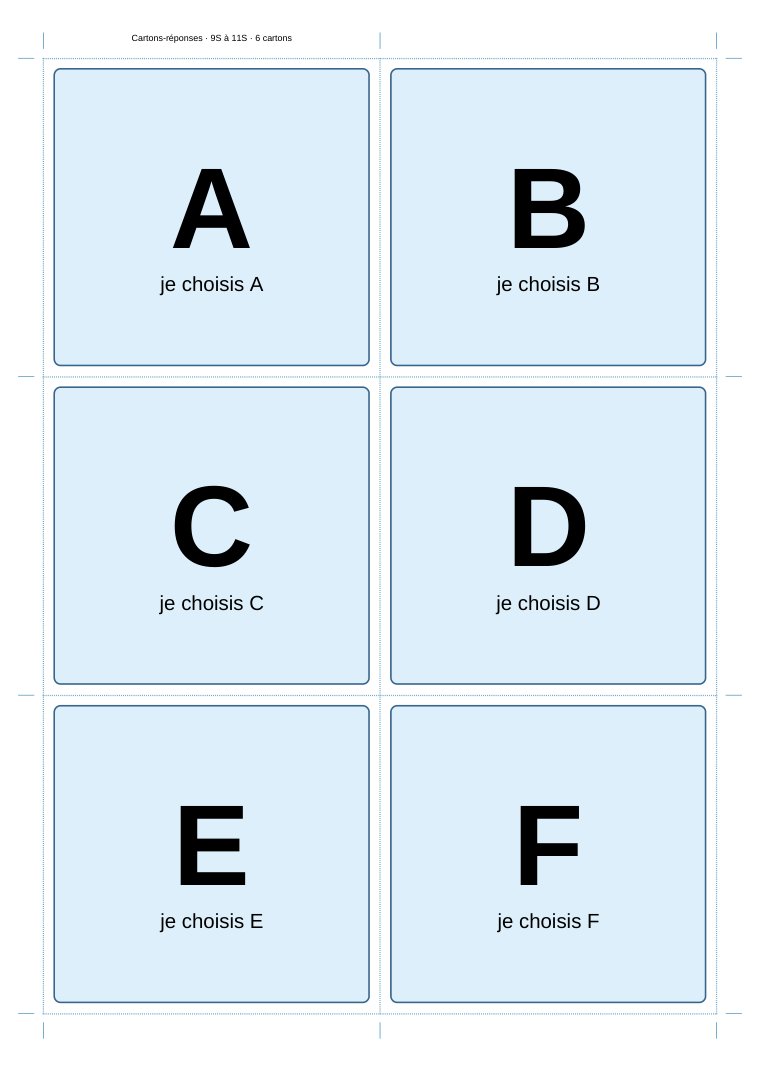 Cartons-réponses · 9S à 11S · 6 cartons
A
je choisis A
B
je choisis B
C
je choisis C
D
je choisis D
E
je choisis E
F
je choisis F